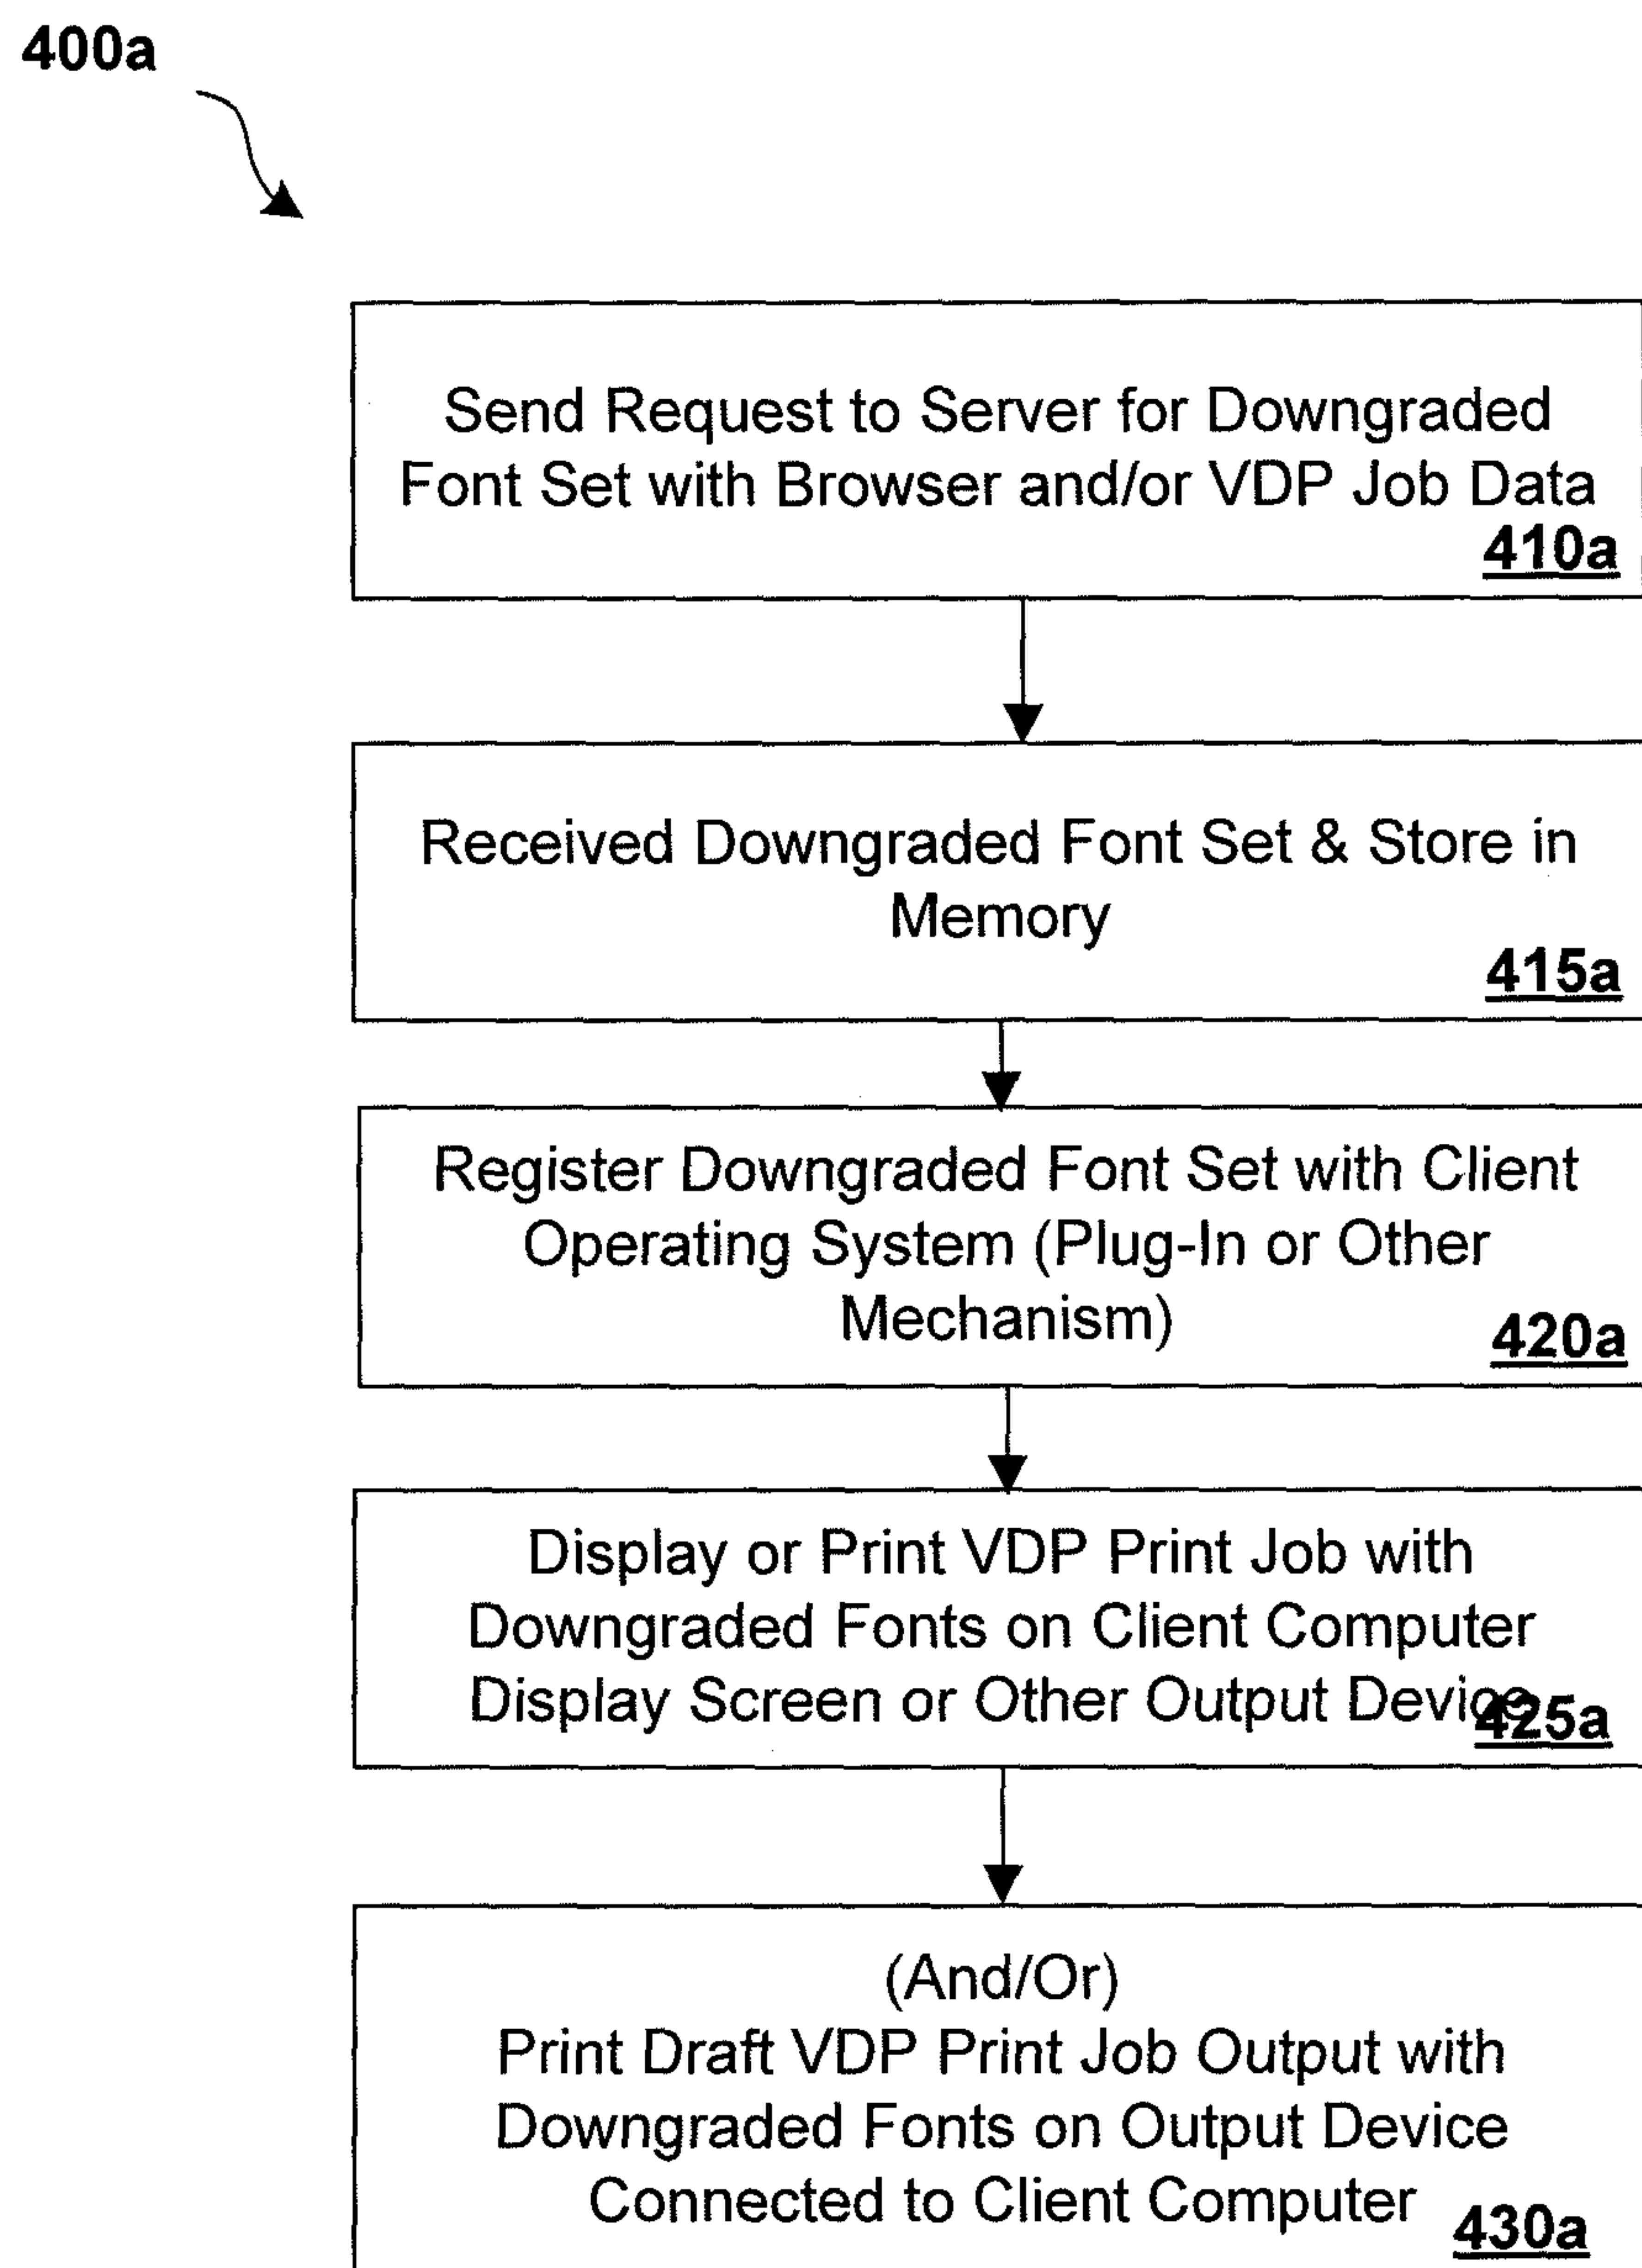 400a
Send Request to Server for Downgraded
Font Set with Browser and/or VDP Job Data
410a
Received Downgraded Font Set & Store in
Memory
415a
Register Downgraded Font Set with Client
Operating System (Plug-In or Other
Mechanism)
420a
Display or Print VDP Print Job with
Downgraded Fonts on Client Computer
Display Screen or Other Output Device
425a
(And/Or)
Print Draft VDP Print Job Output with
Downgraded Fonts on Output Device
Connected to Client Computer
430a